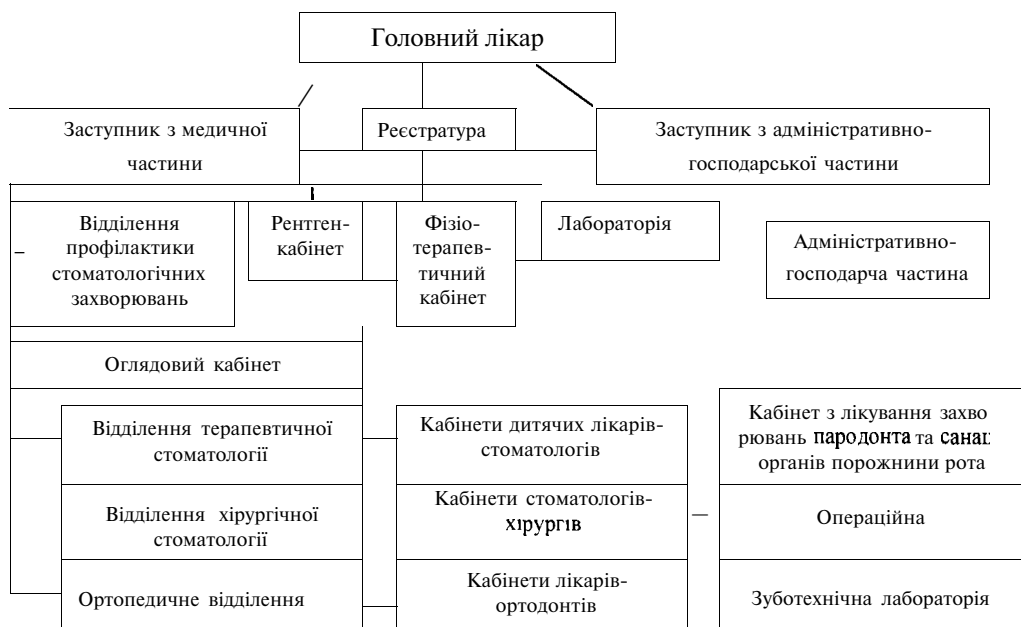 Головний лікар
Заступник з медичної
частини
Реєстратура
Заступник з адміністративно-
господарської частини
Відділення
профілактики
стоматологічних
захворювань
Рентген-
кабінет
Фізіо-
терапев-
тичний
кабінет
Лабораторія
Адміністративно-
господарча частина
Оглядовий кабінет
Відділення терапевтичної
стоматології
Кабінети дитячих лікарів-
стоматологів
Кабінет з лікування захво
рювань пародонта та
органів порожнини рота
Відділення хірургічної
стоматології
Кабінети стоматологів-
хірургів
Операційна
Ортопедичне відділення
Кабінети лікарів-
ортодонтів
Зуботехнічна лабораторія